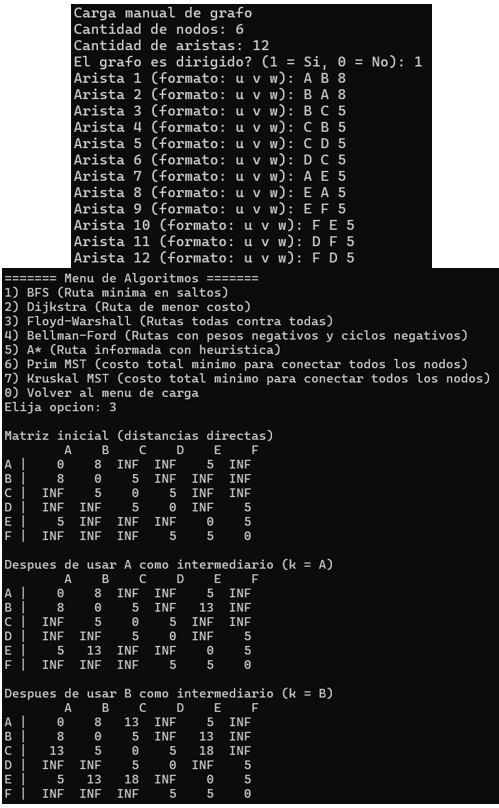 Carga manual de grafo
Cantidad de nodos: 6
Cantidad de aristas: 12
El grafo es dirigido? (1 = Si, 0 = No): 1
Arista 1 (formato: u v w): A B 8
Arista 2 (formato: u v w): B A 8
Arista 3 (formato: u v w): B C 5
Arista 4 (formato: u v w): C B 5
Arista 5 (formato: u v w): C D 5
Arista 6 (formato: u v w): D C 5
Arista 7 (formato: u v w): A E 5
Arista 8 (formato: u v w): E A 5
Arista 9 (formato: u v w): E F 5
Arista 10 (formato: u v w): F E 5
Arista 11 (formato: u v w): D F 5
Arista 12 (formato: u v w): F D 5
======= Menu de Algoritmos =======
1) BFS (Ruta minima en saltos)
2) Dijkstra (Ruta de menor costo)
3) Floyd-Warshall (Rutas todas contra todas)
4) Bellman-Ford (Rutas con pesos negativos y ciclos negativos)
5) A* (Ruta informada con heuristica)
6) Prim MST (costo total minimo para conectar todos los nodos)
7) Kruskal MST (costo total minimo para conectar todos los nodos)
0) Volver al menu de carga
Elija opcion: 3
Matriz inicial (distancias directas)
A B C D E F
A | 0 8 INF INF 5 INF
B | 8 0 5 INF INF INF
C | INF 5 0 5 INF INF
D | INF INF 5 0 INF 5
E | 5 INF INF INF 0 5
F | INF INF INF 5 5 0
Despues de usar A como intermediario (k = A)
A B C D E F
A | 0 8 INF INF 5 INF
B | 8 0 5 INF 13 INF
C | INF 5 0 5 INF INF
D | INF INF 5 0 INF 5
E | 5 13 INF INF 0 5
F | INF INF INF 5 5 0
Despues de usar B como intermediario (k = B)
A B C D E F
A | 0 8 13 INF 5 INF
B | 8 0 5 INF 13 INF
C | 13 5 0 5 18 INF
D | INF INF 5 0 INF 5
E | 5 13 18 INF 0 5
F | INF INF INF 5 5 0